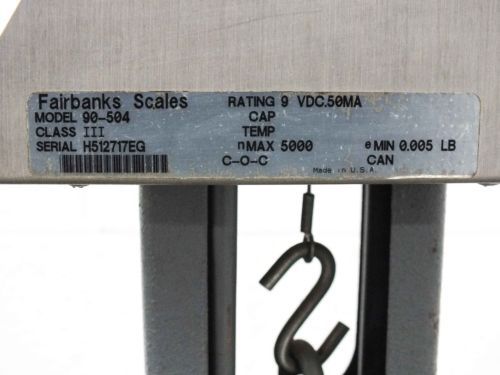 Fairbanks Scales RATING 9 VDC.50MA
MODEL 90-504 CAP
CLASS III TEMP
SERIAL H512717EG nMAX 5000 eMIN 0.005 LB
C-O-C CAN
Made in U.S.A.